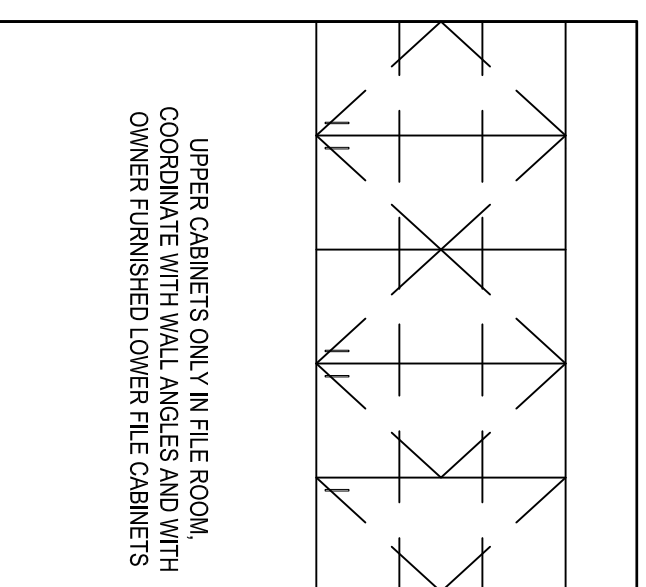 UPPER CABINETS ONLY IN FILE ROOM,
COORDINATE WITH WALL ANGLES AND WITH
OWNER FURNISHED LOWER FILE CABINETS